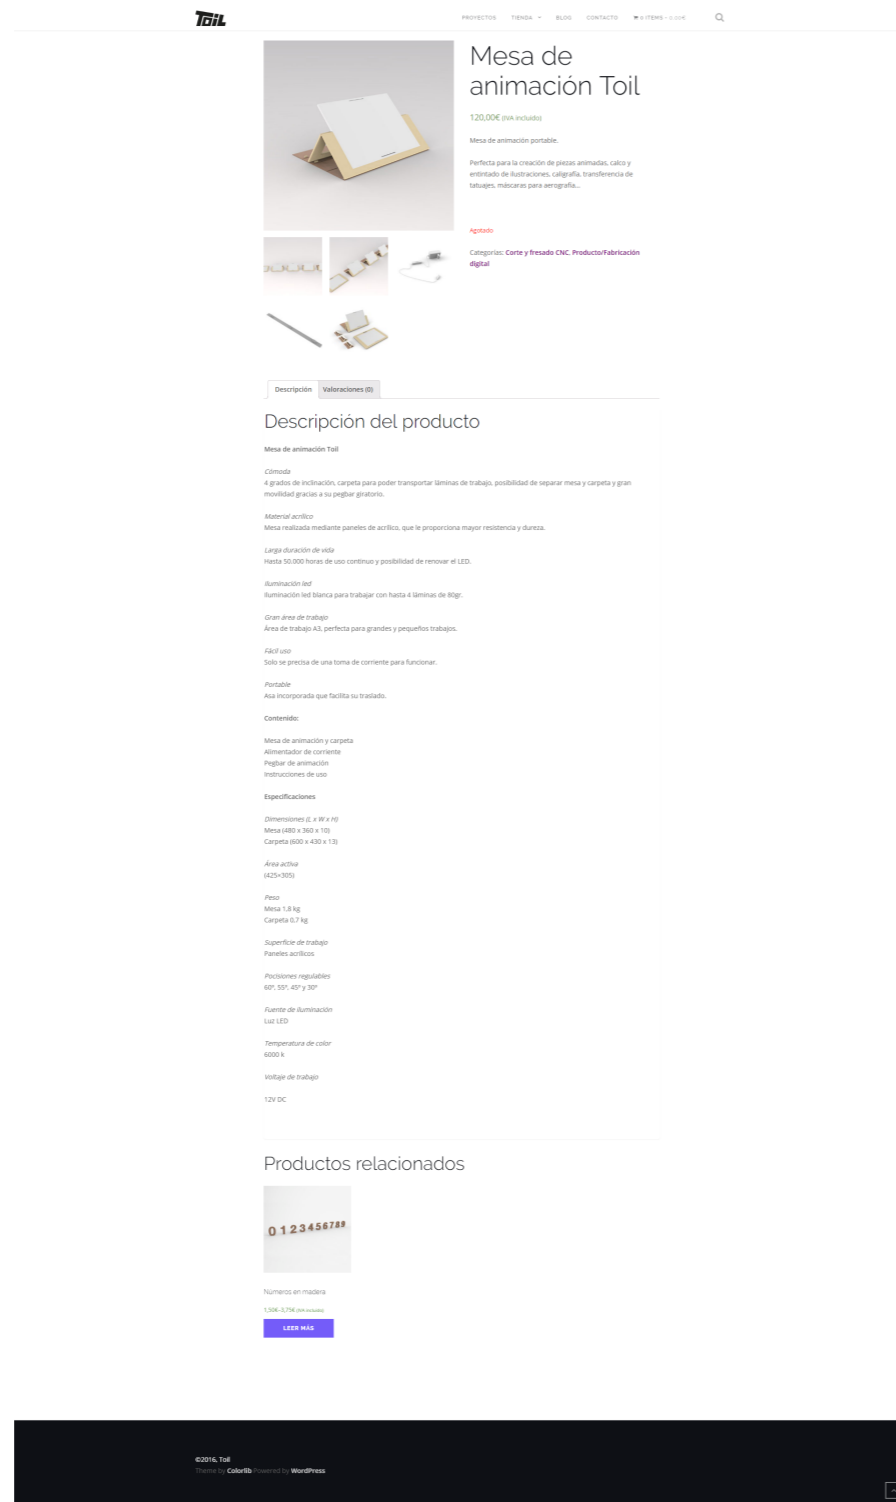 Toil
PROYECTOS TIENDA BLOG CONTACTO 0 ITEMS - 0,00€
Mesa de
animación Toil
120,00€ (IVA incluido)
Mesa de animación portable.
Perfecta para la creación de piezas animadas, calco y
entintado de ilustraciones, caligrafía, transferencia de
tatuajes, máscaras para aerografía...
Agotado
Categorías: Corte y fresado CNC, Producto/Fabricación
digital
Descripción Valoraciones (0)
Descripción del producto
Mesa de animación Toil
Cómoda
4 grados de inclinación, carpeta para poder transportar láminas de trabajo, posibilidad de separar mesa y carpeta y gran
movilidad gracias a su pegbar giratorio.
Material acrílico
Mesa realizada mediante paneles de acrílico, que le proporciona mayor resistencia y dureza.
Larga duración de vida
Hasta 50.000 horas de uso continuo y posibilidad de renovar el LED.
Iluminación led
Iluminación led blanca para trabajar con hasta 4 láminas de 80gr.
Gran área de trabajo
Área de trabajo A3, perfecta para grandes y pequeños trabajos.
Fácil uso
Solo se precisa de una toma de corriente para funcionar.
Portable
Asa incorporada que facilita su traslado.
Contenido:
Mesa de animación y carpeta
Alimentador de corriente
Pegbar de animación
Instrucciones de uso
Especificaciones
Dimensiones (L x W x H)
Mesa (480 x 360 x 10)
Carpeta (600 x 430 x 13)
Área activa
(425×305)
Peso
Mesa 1,8 kg
Carpeta 0,7 kg
Superficie de trabajo
Paneles acrílicos
Pocisiones regulables
60º, 55º, 45º y 30º
Fuente de iluminación
Luz LED
Temperatura de color
6000 k
Voltaje de trabajo
12V DC
Productos relacionados
0123456789
Números en madera
1,50€–3,75€ (IVA incluido)
LEER MÁS
©2016, Toil
Theme by Colorlib Powered by WordPress